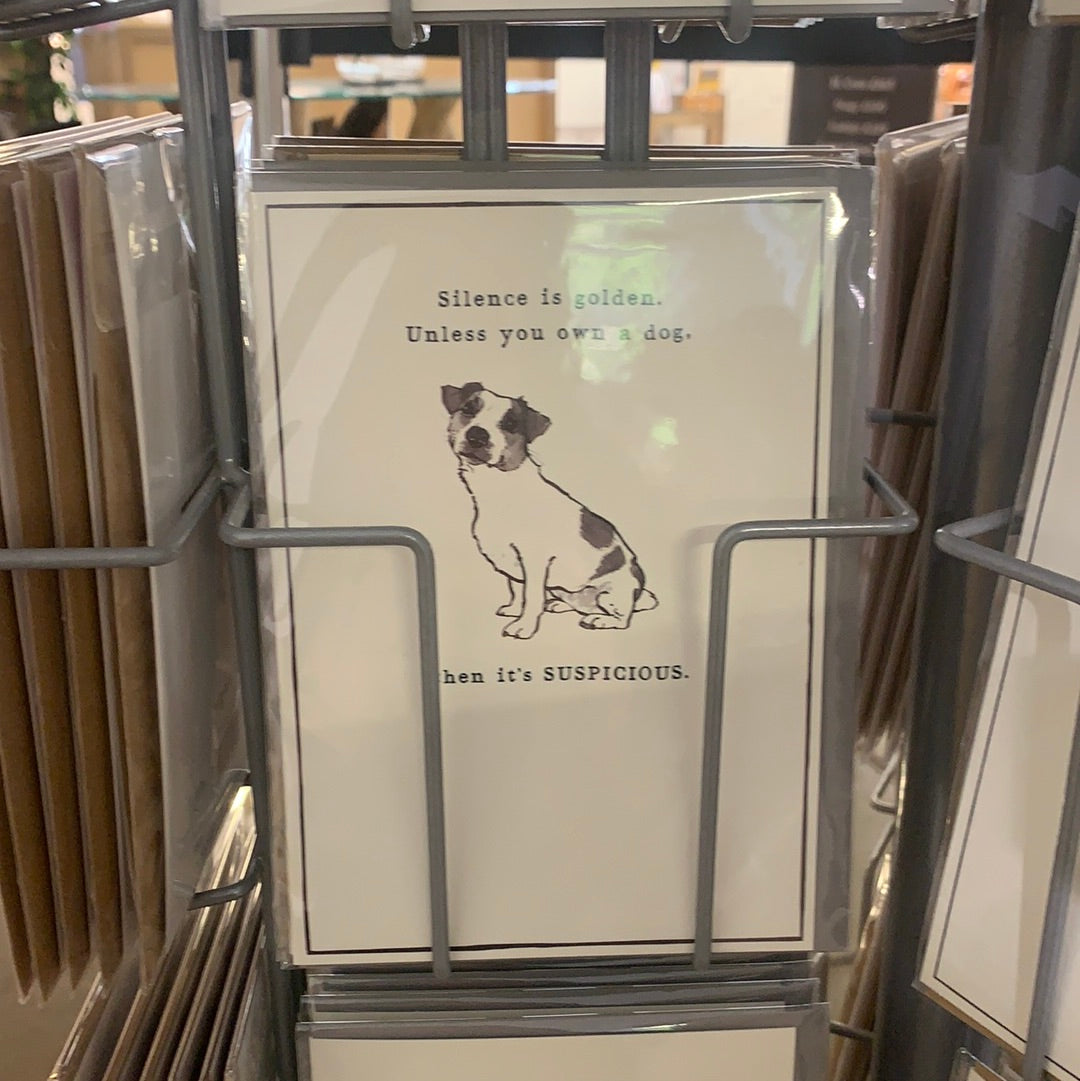 Silence is golden.
Unless you own a dog,
hen it's SUSPICIOUS.